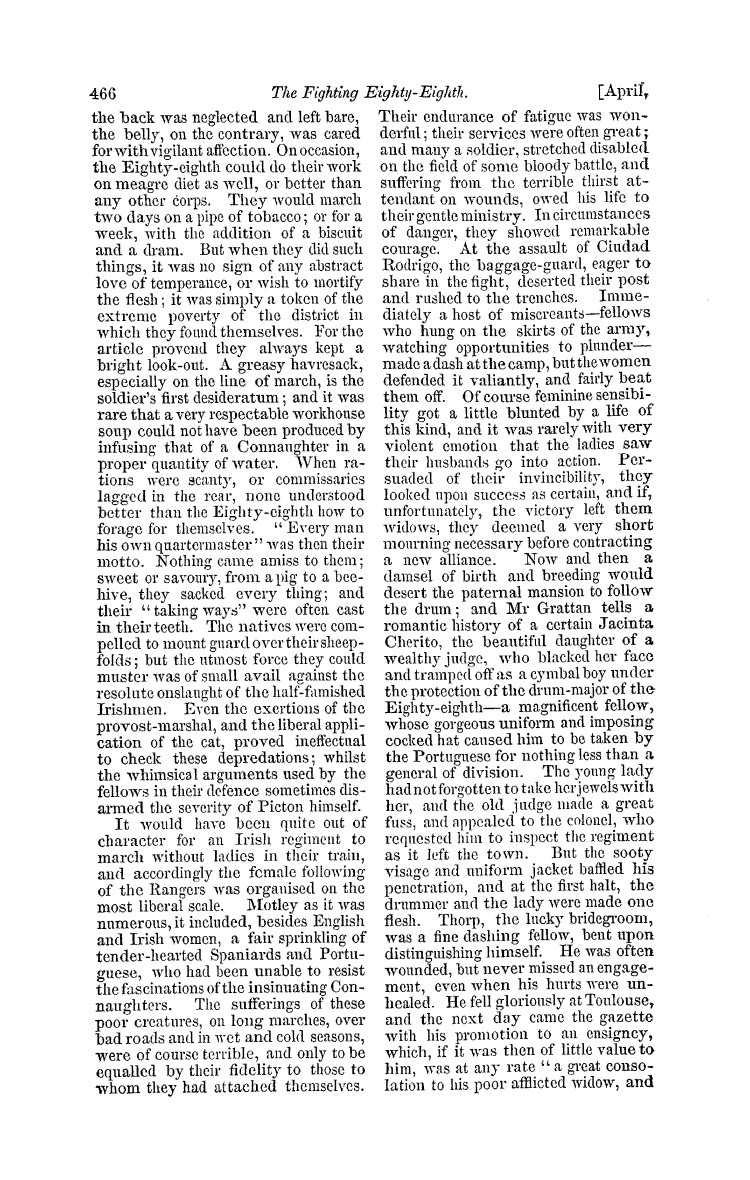 466
The Fighting Eighty-Eighth.
[April,
the back was neglected and left bare,
the belly, on the contrary, was cared
for with vigilant affection. On occasion,
the Eighty-eighth could do their work
on meagre diet as well, or better than
any other corps. They would march
two days on a pipe of tobacco; or for a
week, with the addition of a biscuit
and a dram. But when they did such
things, it was no sign of any abstract
love of temperance, or wish to mortify
the flesh; it was simply a token of the
extreme poverty of the district in
which they found themselves. For the
article provend they always kept a
bright look-out. A greasy havresack,
especially on the line of march, is the
soldier's first desideratum; and it was
rare that a very respectable workhouse
soup could not have been produced by
infusing that of a Connaughter in a
proper quantity of water. When ra-
tions were scanty, or commissaries
lagged in the rear, none understood
better than the Eighty-eighth how to
forage for themselves. "Every man
his own quartermaster" was then their
motto. Nothing came amiss to them;
sweet or savoury, from a pig to a bee-
hive, they sacked every thing; and
their "taking ways" were often cast
in their teeth. The natives were com-
pelled to mount guard over their sheep-
folds; but the utmost force they could
muster was of small avail against the
resolute onslaught of the half-famished
Irishmen. Even the exertions of the
provost-marshal, and the liberal appli-
cation of the cat, proved ineffectual
to check these depredations; whilst
the whimsical arguments used by the
fellows in their defence sometimes dis-
armed the severity of Picton himself.
It would have been quite out of
character for an Irish regiment to
march without ladies in their train,
and accordingly the female following
of the Rangers was organised on the
most liberal scale. Motley as it was
numerous, it included, besides English
and Irish women, a fair sprinkling of
tender-hearted Spaniards and Portu-
guese, who had been unable to resist
the fascinations of the insinuating Con-
naughters. The sufferings of these
poor creatures, on long marches, over
bad roads and in wet and cold seasons,
were of course terrible, and only to be
equalled by their fidelity to those to
whom they had attached themselves.
Their endurance of fatigue was won-
derful; their services were often great;
and many a soldier, stretched disabled
on the field of some bloody battle, and
suffering from the terrible thirst at-
tendant on wounds, owed his life to
their gentle ministry. In circumstances
of danger, they showed remarkable
courage. At the assault of Ciudad
Rodrigo, the baggage-guard, eager to
share in the fight, deserted their post
and rushed to the trenches. Imme-
diately a host of miscreants—fellows
who hung on the skirts of the army,
watching opportunities to plunder—
made a dash at the camp, but the women
defended it valiantly, and fairly beat
them off. Of course feminine sensibi-
lity got a little blunted by a life of
this kind, and it was rarely with very
violent emotion that the ladies saw
their husbands go into action. Per-
suaded of their invincibility, they
looked upon success as certain, and if,
unfortunately, the victory left them
widows, they deemed a very short
mourning necessary before contracting
a new alliance. Now and then a
damsel of birth and breeding would
desert the paternal mansion to follow
the drum; and Mr Grattan tells a
romantic history of a certain Jacinta
Cherito, the beautiful daughter of a
wealthy judge, who blacked her face
and tramped off as a cymbal boy under
the protection of the drum-major of the
Eighty-eighth—a magnificent fellow,
whose gorgeous uniform and imposing
cocked hat caused him to be taken by
the Portuguese for nothing less than a
general of division. The young lady
had not forgotten to take her jewels with
her, and the old judge made a great
fuss, and appealed to the colonel, who
requested him to inspect the regiment
as it left the town. But the sooty
visage and uniform jacket baffled his
penetration, and at the first halt, the
drummer and the lady were made one
flesh. Thorp, the lucky bridegroom,
was a fine dashing fellow, bent upon
distinguishing himself. He was often
wounded, but never missed an engage-
ment, even when his hurts were un-
healed. He fell gloriously at Toulouse,
and the next day came the gazette
with his promotion to an ensigncy,
which, if it was then of little value to
him, was at any rate "a great conso-
lation to his poor afflicted widow, and